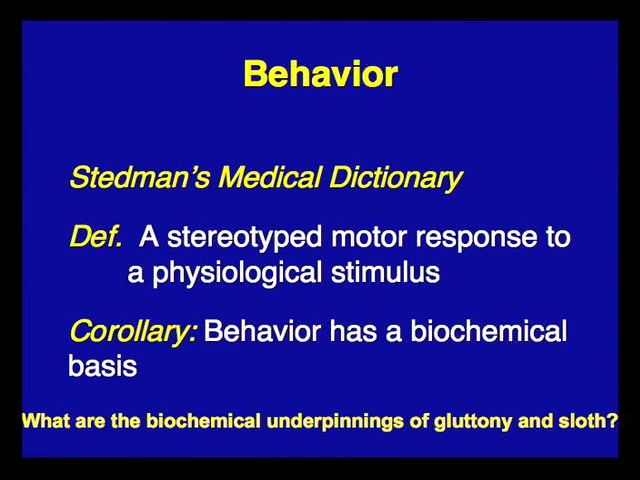 Behavior
Stedman's Medical Dictionary
Def. A stereotyped motor response to
a physiological stimulus
Corollary: Behavior has a biochemical
basis
What are the biochemical underpinnings of gluttony and sloth?